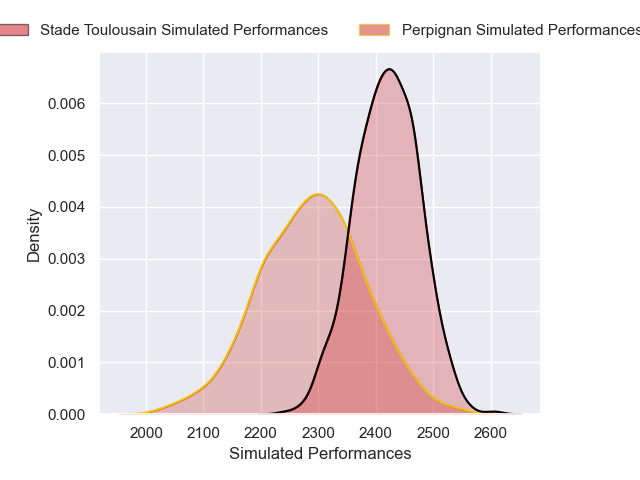 Stade Toulousain Simulated Performances
Perpignan Simulated Performances
0.006
0.005
0.004
0.003
0.002
0.001
0.000
Density
2000 2100 2200 2300 2400 2500 2600
Simulated Performances